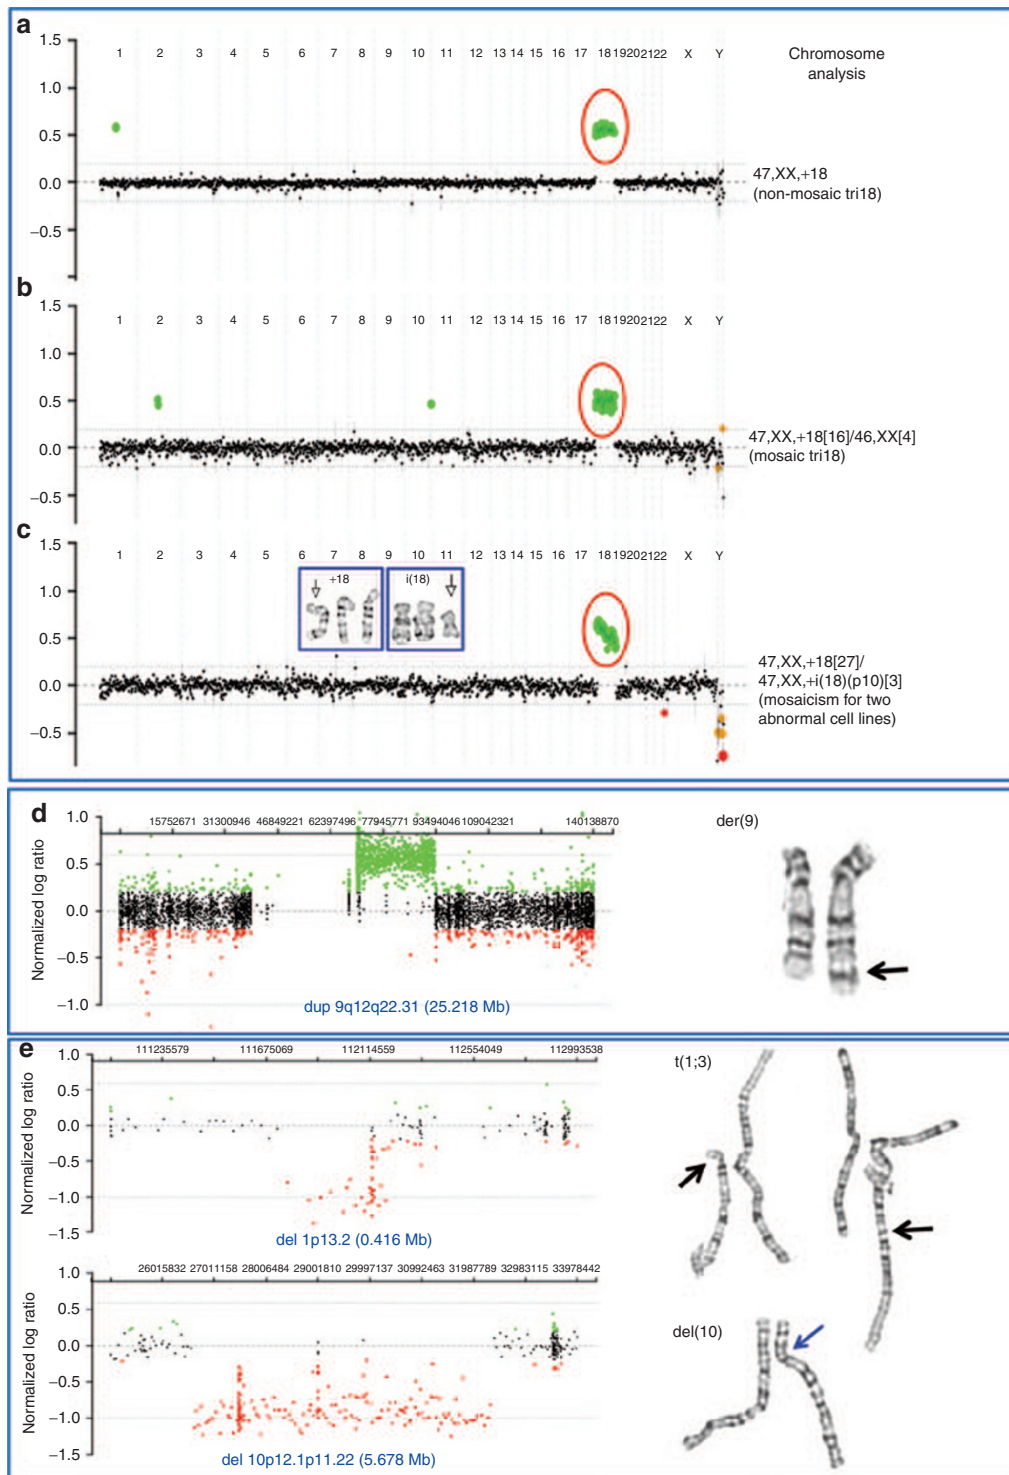 a
1.5
1 2 3 4 5 6 7 8 9 10 11 12 13 14 15 16 17 18 19 20 21 22 X Y
Chromosome
analysis
1.0
0.5
0.0
−0.5
47,XX,+18
(non-mosaic tri18)
b
1.5
1 2 3 4 5 6 7 8 9 10 11 12 13 14 15 16 17 18 19 20 21 22 X Y
1.0
0.5
0.0
−0.5
47,XX,+18[16]/46,XX[4]
(mosaic tri18)
c
1.5
1 2 3 4 5 6 7 8 9 10 11 12 13 14 15 16 17 18 19 20 21 22 X Y
+18 i(18)
1.0
0.5
0.0
−0.5
47,XX,+18[27]/
47,XX,+i(18)(p10)[3]
(mosaicism for two
abnormal cell lines)
d
Normalized log ratio
1.0
0.5
0.0
−0.5
−1.0
15752671 31300946 46849221 62397496 77945771 93494046 109042321 140138870
dup 9q12q22.31 (25.218 Mb)
der(9)
e
Normalized log ratio
1.0
0.5
0.0
−0.5
−1.0
−1.5
111235579 111675069 112114559 112554049 112993538
del 1p13.2 (0.416 Mb)
t(1;3)
Normalized log ratio
1.0
0.5
0.0
−0.5
−1.0
−1.5
26015832 27011158 28006484 29001810 29997137 30992463 31987789 32983115 33978442
del 10p12.1p11.22 (5.678 Mb)
del(10)